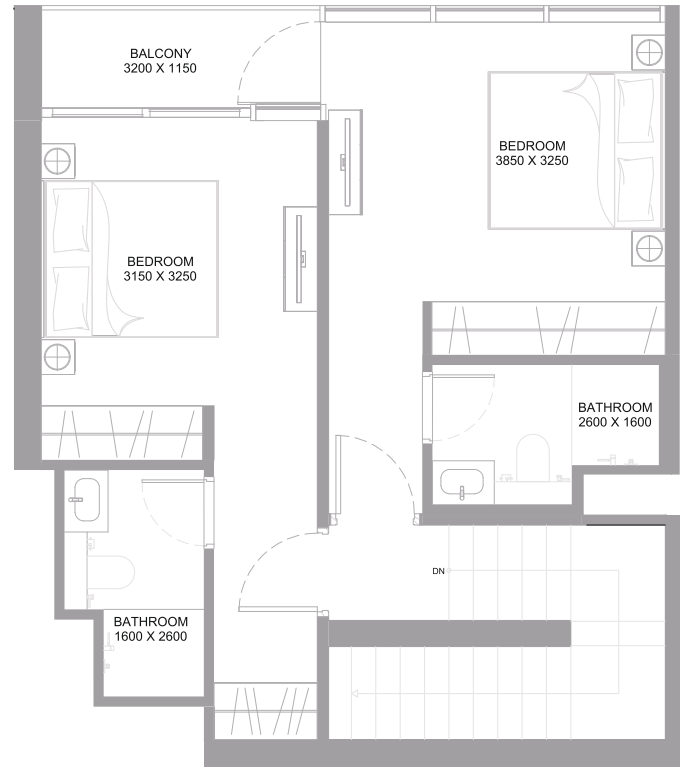 BALCONY
3200 X 1150
BEDROOM
3850 X 3250
BEDROOM
3150 X 3250
BATHROOM
2600 X 1600
DN
BATHROOM
1600 X 2600